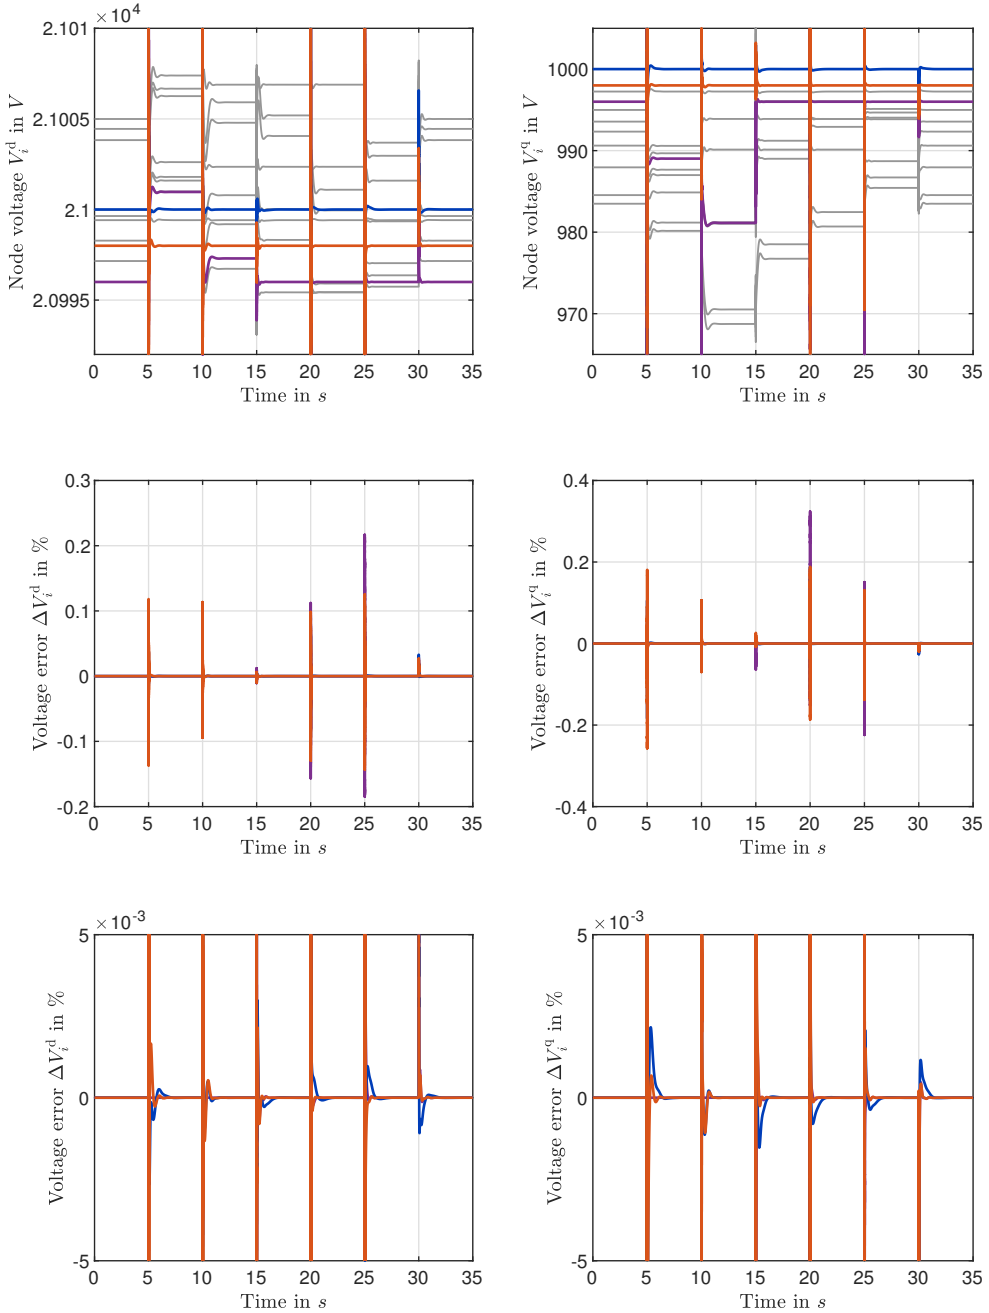 ×10⁴
2.101
2.1005
2.1
2.0995
Node voltage V_i^d in V
0 5 10 15 20 25 30 35
Time in s
1000
990
980
970
Node voltage V_i^q in V
0 5 10 15 20 25 30 35
Time in s
0.3
0.2
0.1
0
-0.1
-0.2
Voltage error ΔV_i^d in %
0 5 10 15 20 25 30 35
Time in s
0.4
0.2
0
-0.2
-0.4
Voltage error ΔV_i^q in %
0 5 10 15 20 25 30 35
Time in s
×10⁻³
5
0
-5
Voltage error ΔV_i^d in %
0 5 10 15 20 25 30 35
Time in s
×10⁻³
5
0
-5
Voltage error ΔV_i^q in %
0 5 10 15 20 25 30 35
Time in s